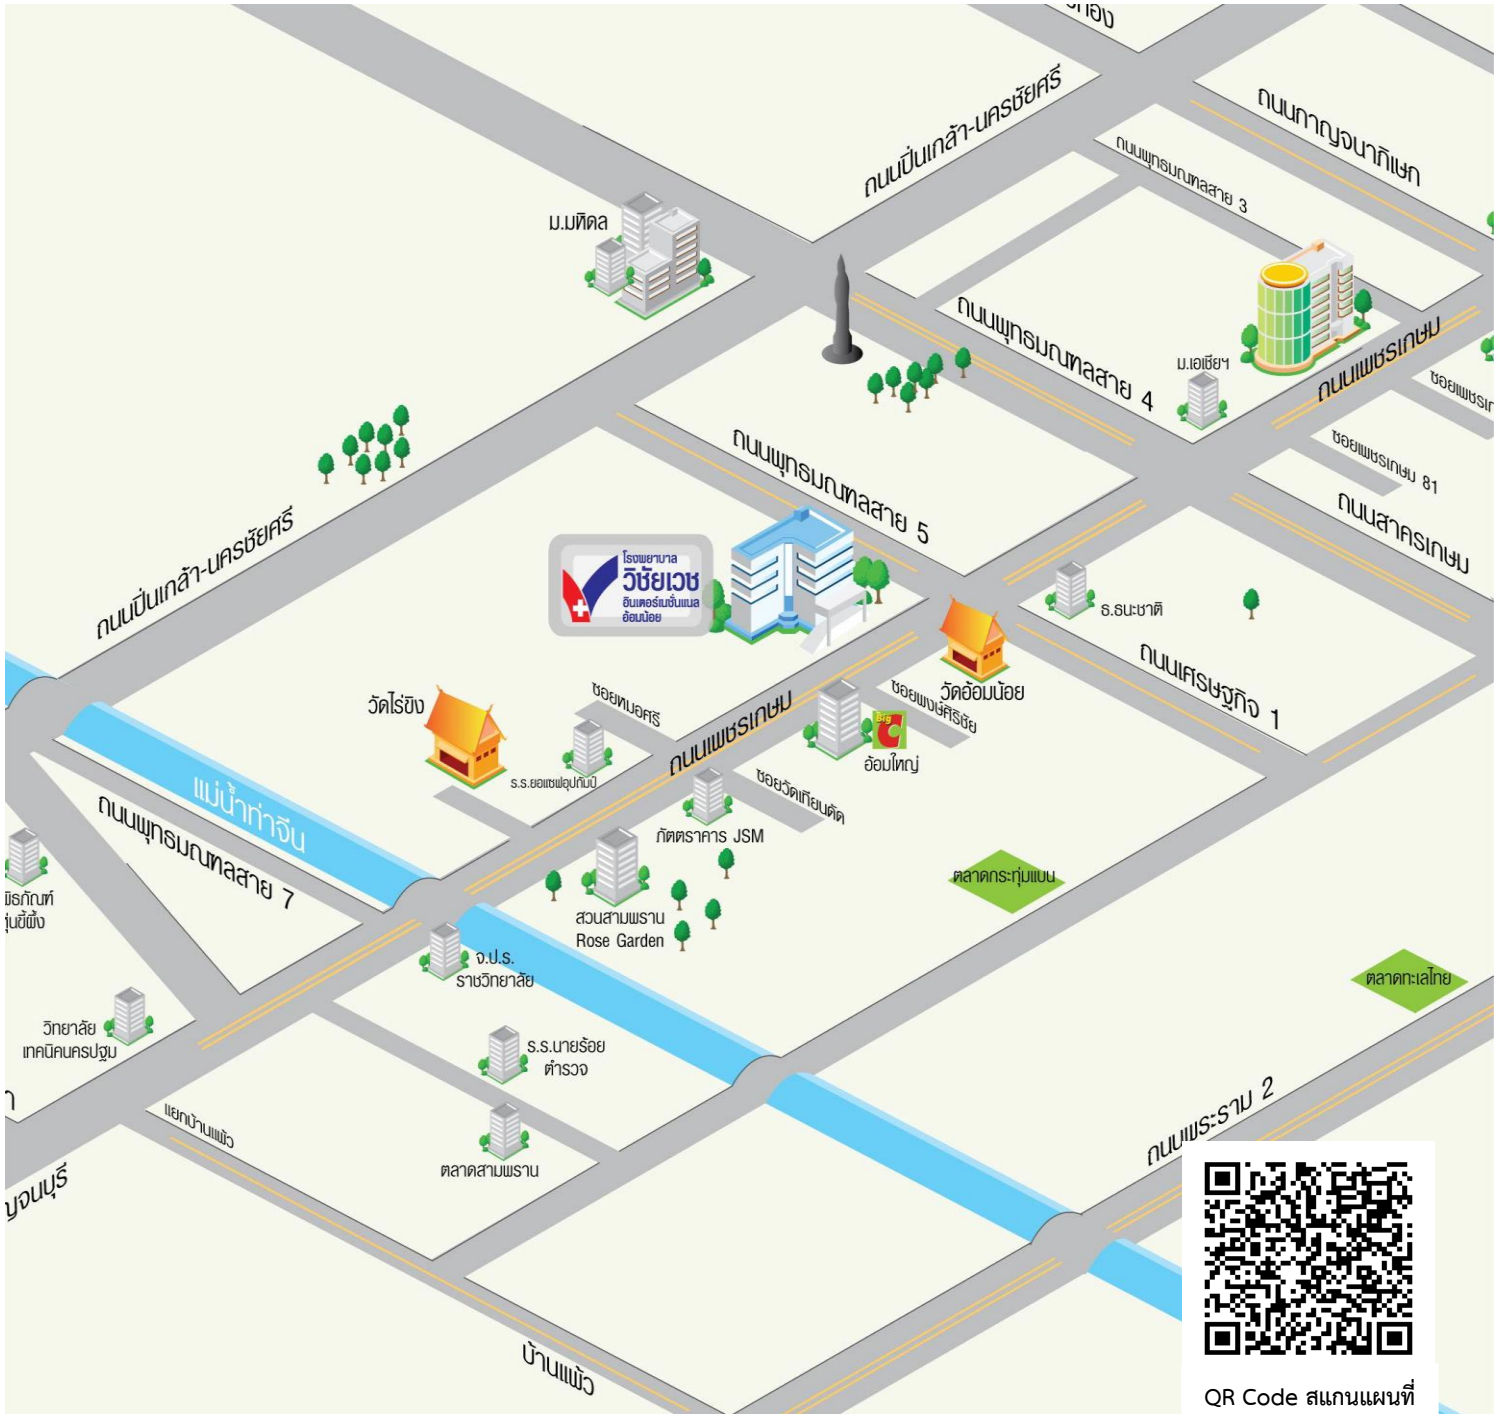 ถนนปิ่นเกล้า-นครชัยศรี
ถนนกาญจนาภิเษก
ถนนพุทธมณฑลสาย 3
ม.มหิดล
ถนนพุทธมณฑลสาย 4
ม.เอเชียฯ
ถนนเพชรเกษม
ซอยเพชรเกษม 81
ถนนสาครเกษม
ถนนพุทธมณฑลสาย 5
ถนนปิ่นเกล้า-นครชัยศรี
โรงพยาบาล
วิชัยเวช
อินเตอร์เนชั่นแนล
อ้อมน้อย
ธ.ธนะชาติ
ถนนเศรษฐกิจ 1
วัดอ้อมน้อย
ซอยพงษ์ศิริชัย
Big C
อ้อมใหญ่
วัดไร่ขิง
ซอยหมอศรี
ร.ร.ยอแซฟอุปถัมป์
ถนนเพชรเกษม
ซอยวัดเทียนดัด
ภัตตราคาร JSM
แม่น้ำท่าจีน
ถนนพุทธมณฑลสาย 7
สวนสามพราน
Rose Garden
ตลาดกระทุ่มแบน
จ.ป.ร.
ราชวิทยาลัย
ตลาดทะเลไทย
วิทยาลัย
เทคนิคนครปฐม
ร.ร.นายร้อย
ตำรวจ
แยกบ้านแพ้ว
ตลาดสามพราน
ถนนพระราม 2
บ้านแพ้ว
QR Code สแกนแผนที่